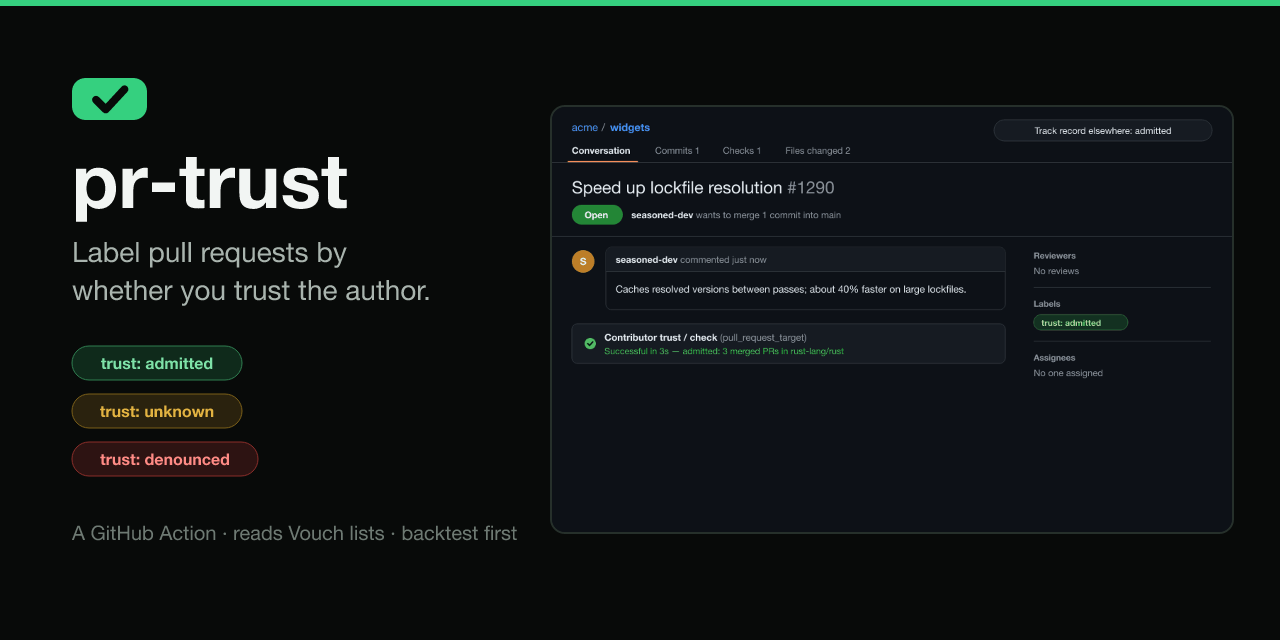 pr-trust
Label pull requests by
whether you trust the author.
trust: admitted
trust: unknown
trust: denounced
A GitHub Action · reads Vouch lists · backtest first
acme / widgets
Track record elsewhere: admitted
Conversation Commits 1 Checks 1 Files changed 2
Speed up lockfile resolution #1290
Open seasoned-dev wants to merge 1 commit into main
S seasoned-dev commented just now
Caches resolved versions between passes; about 40% faster on large lockfiles.
Contributor trust / check (pull_request_target)
Successful in 3s — admitted: 3 merged PRs in rust-lang/rust
Reviewers
No reviews
Labels
trust: admitted
Assignees
No one assigned